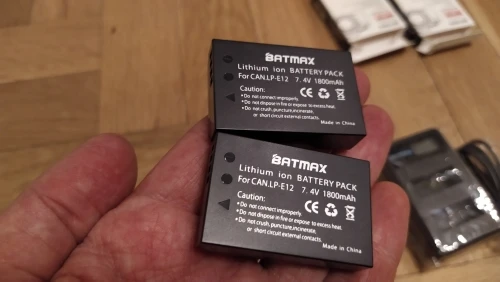 BATMAX
Lithium ion BATTERY PACK
For CAN.LP-E12 7.4V 1800mAh
Caution:
•Do not connect improperly.
•Do not dispose in fire or expose to excess heat.
•Do not crush, puncture,incinerate,
or short circuit external contacts.
CE
Made in China
BATMAX
Lithium ion BATTERY PACK
For CAN.LP-E12 7.4V 1800mAh
Caution:
•Do not connect improperly.
•Do not dispose in fire or expose to excess heat.
•Do not crush, puncture,incinerate,
or short circuit external contacts.
CE
Made in China